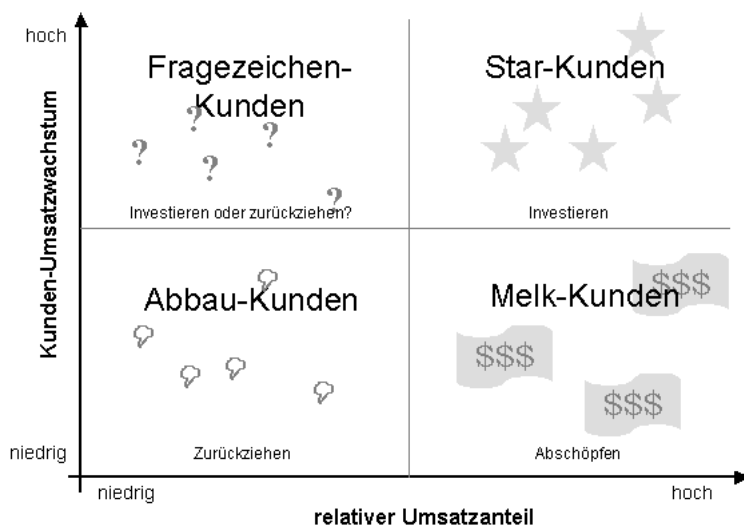 hoch
Fragezeichen-
Kunden
Star-Kunden
? ? ? ? ?
Investieren oder zurückziehen?
Investieren
Kunden-Umsatzwachstum
Abbau-Kunden
Melk-Kunden
$$$
$$$
$$$
niedrig
Zurückziehen
Abschöpfen
niedrig
hoch
relativer Umsatzanteil